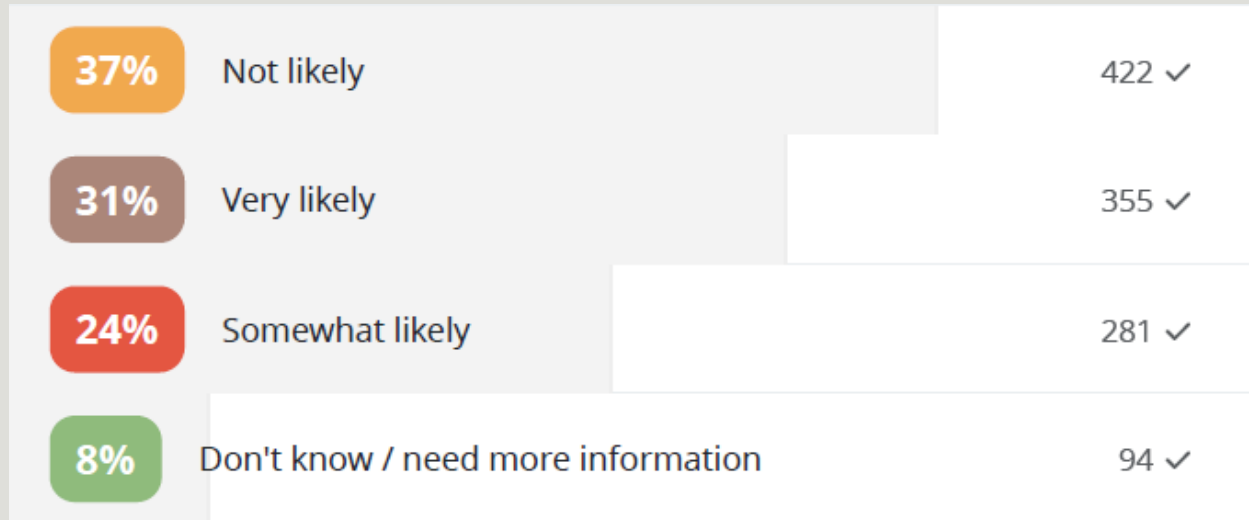 37% Not likely 422 ✓
31% Very likely 355 ✓
24% Somewhat likely 281 ✓
8% Don't know / need more information 94 ✓